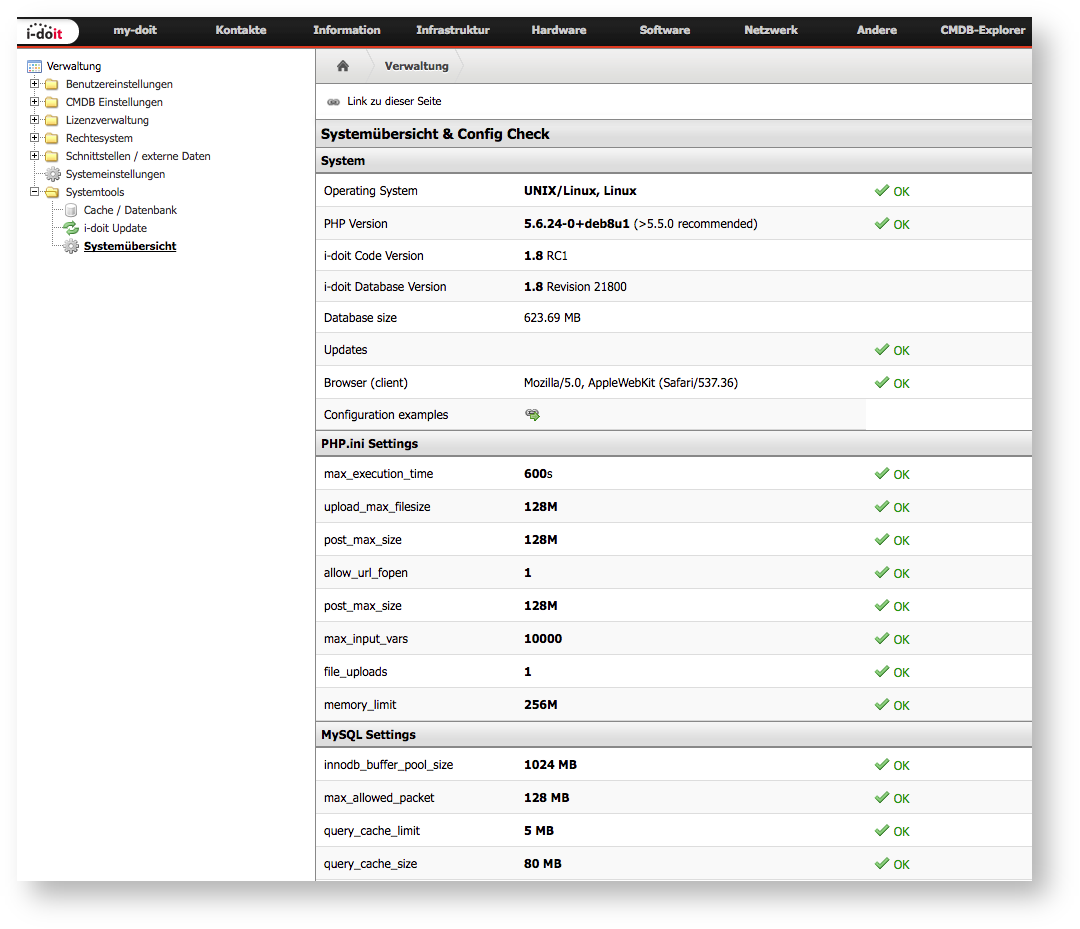 i-doit my-doit Kontakte Information Infrastruktur Hardware Software Netzwerk Andere CMDB-Explorer
Verwaltung
Benutzereinstellungen
CMDB Einstellungen
Lizenzverwaltung
Rechtesystem
Schnittstellen / externe Daten
Systemeinstellungen
Systemtools
Cache / Datenbank
i-doit Update
Systemübersicht
Verwaltung
Link zu dieser Seite
Systemübersicht & Config Check
System
Operating System UNIX/Linux, Linux OK
PHP Version 5.6.24-0+deb8u1 (>5.5.0 recommended) OK
i-doit Code Version 1.8 RC1
i-doit Database Version 1.8 Revision 21800
Database size 623.69 MB
Updates OK
Browser (client) Mozilla/5.0, AppleWebKit (Safari/537.36) OK
Configuration examples
PHP.ini Settings
max_execution_time 600s OK
upload_max_filesize 128M OK
post_max_size 128M OK
allow_url_fopen 1 OK
post_max_size 128M OK
max_input_vars 10000 OK
file_uploads 1 OK
memory_limit 256M OK
MySQL Settings
innodb_buffer_pool_size 1024 MB OK
max_allowed_packet 128 MB OK
query_cache_limit 5 MB OK
query_cache_size 80 MB OK